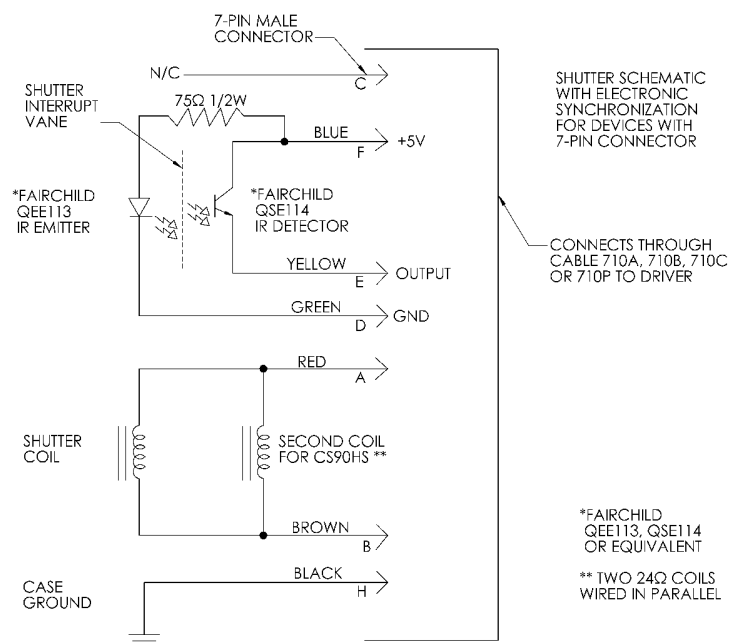 7-PIN MALE
CONNECTOR
N/C
C
SHUTTER
INTERRUPT
VANE
75Ω 1/2W
BLUE
F
+5V
*FAIRCHILD
QEE113
IR EMITTER
*FAIRCHILD
QSE114
IR DETECTOR
YELLOW
E
OUTPUT
GREEN
D
GND
RED
A
SHUTTER
COIL
SECOND COIL
FOR CS90HS **
BROWN
B
BLACK
H
CASE
GROUND
SHUTTER SCHEMATIC
WITH ELECTRONIC
SYNCHRONIZATION
FOR DEVICES WITH
7-PIN CONNECTOR
CONNECTS THROUGH
CABLE 710A, 710B, 710C
OR 710P TO DRIVER
*FAIRCHILD
QEE113, QSE114
OR EQUIVALENT
** TWO 24Ω COILS
WIRED IN PARALLEL